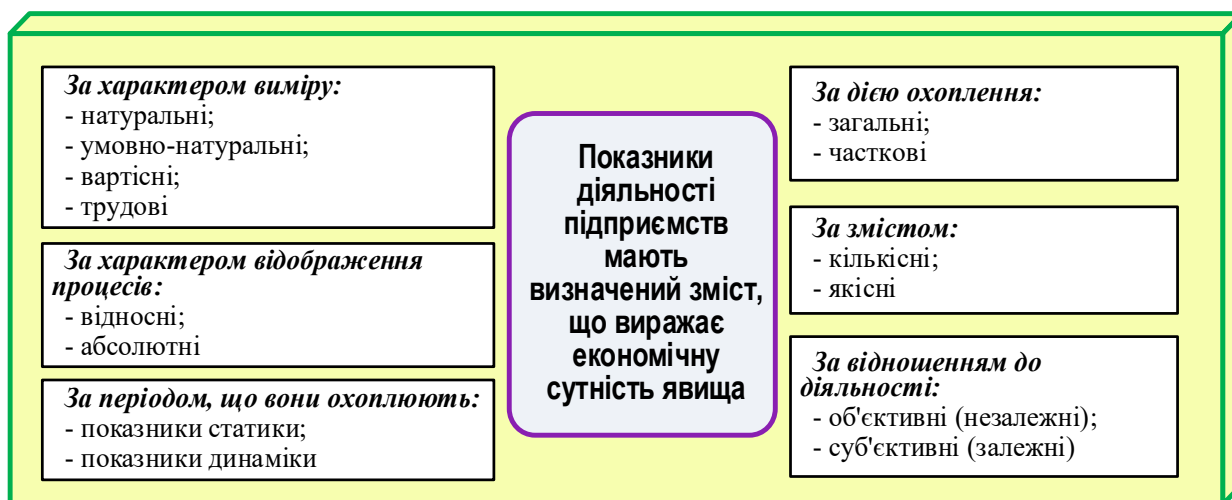 За характером виміру:
- натуральні;
- умовно-натуральні;
- вартісні;
- трудові
За характером відображення
процесів:
- відносні;
- абсолютні
За періодом, що вони охоплюють:
- показники статики;
- показники динаміки
Показники
діяльності
підприємств
мають
визначений зміст,
що виражає
економічну
сутність явища
За дією охоплення:
- загальні;
- часткові
За змістом:
- кількісні;
- якісні
За відношенням до
діяльності:
- об'єктивні (незалежні);
- суб'єктивні (залежні)